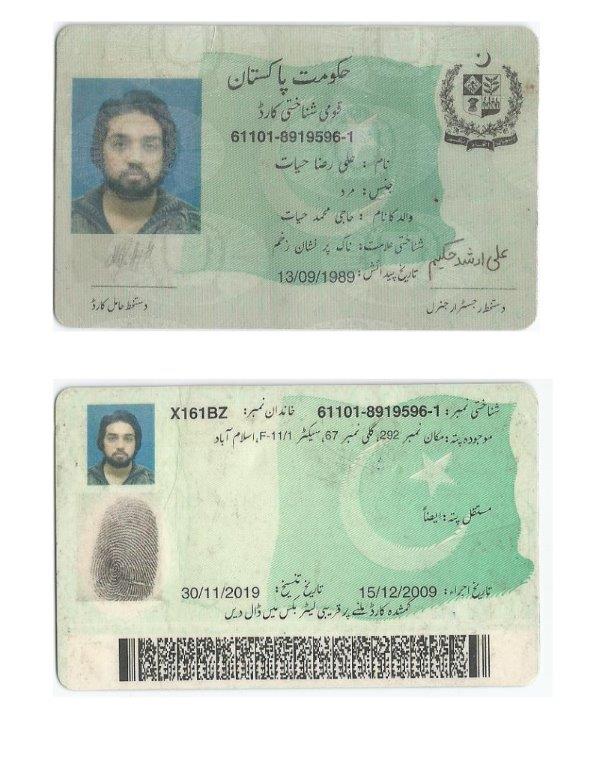 حکومت پاکستان
قومی شناختی کارڈ
61101-8919596-1
نام : علی رضا حیات
جنس: مرد
والد کا نام : حاجی محمد حیات
شناختی علامت: ناک پر نشان زخم
تاریخ پیدائش: 13/09/1989
علی ارشد حکیم
دستخط حامل کارڈ
دستخط رجسٹرار جنرل
شناختی نمبر: 61101-8919596-1 خاندان نمبر: X161BZ
موجودہ پتہ: مکان نمبر 292، گلی نمبر 67، سیکٹر F-11/1، اسلام آباد
مستقل پتہ: ایضاً
تاریخ اجراء: 15/12/2009 تاریخ تنسیخ: 30/11/2019
گمشدہ کارڈ ملنے پر قریبی لیٹر بکس میں ڈال دیں